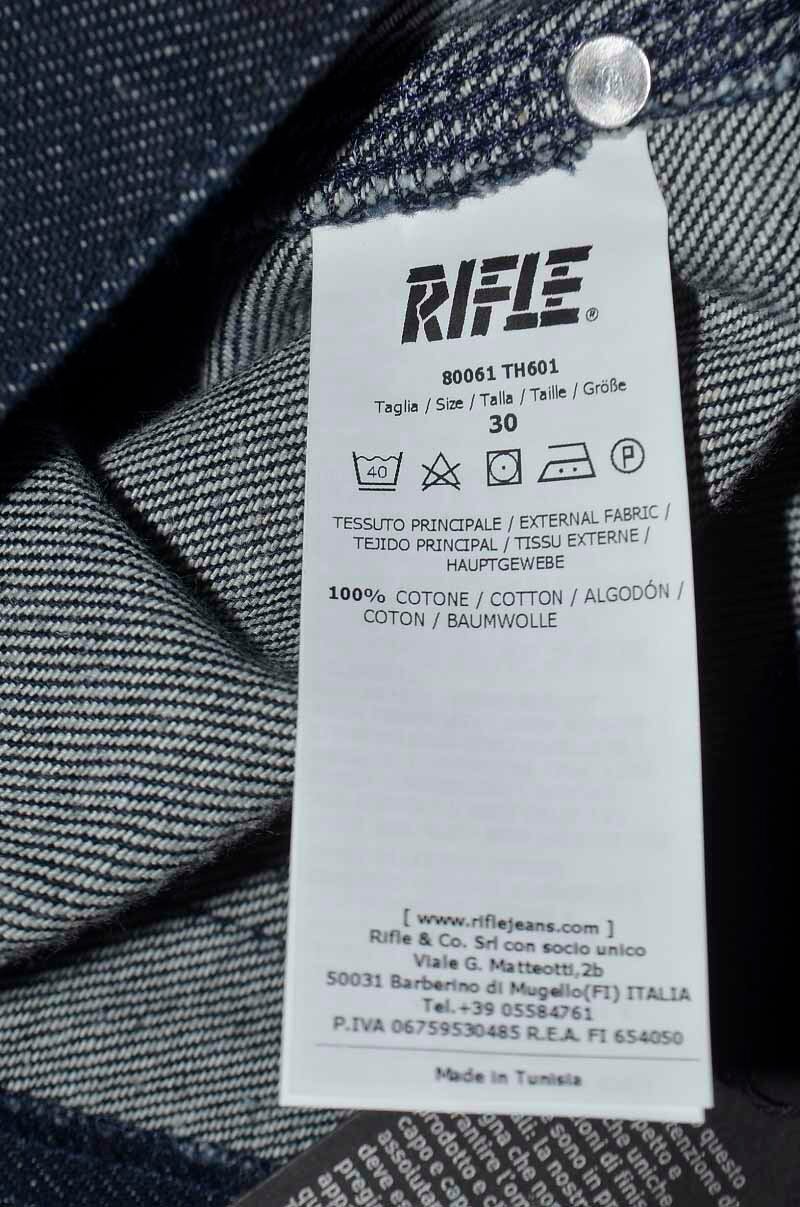 RIFLE®
80061 TH601
Taglia / Size / Talla / Taille / Größe
30
40 P
TESSUTO PRINCIPALE / EXTERNAL FABRIC /
TEJIDO PRINCIPAL / TISSU EXTERNE /
HAUPTGEWEBE
100% COTONE / COTTON / ALGODÓN /
COTON / BAUMWOLLE
[ www.riflejeans.com ]
Rifle & Co. Srl con socio unico
Viale G. Matteotti,2b
50031 Barberino di Mugello(FI) ITALIA
Tel.+39 05584761
P.IVA 06759530485 R.E.A. FI 654050
Made in Tunisia
questo